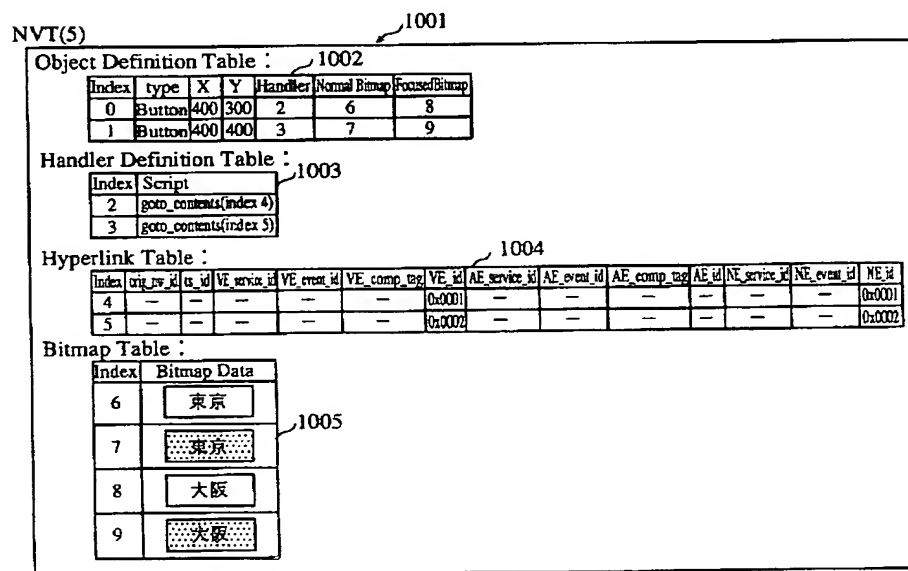 NVT(5)
1001
Object Definition Table :
1002
Index type X Y Handler Normal Bitmap FocusedBitmap
0 Button 400 300 2 6 8
1 Button 400 400 3 7 9
Handler Definition Table :
1003
Index Script
2 goto_contents(index 4)
3 goto_contents(index 5)
Hyperlink Table :
1004
Index orig_nw_id ts_id VE_service_id VE_event_id VE_comp_tag VE_id AE_service_id AE_event_id AE_comp_tag AE_id NE_service_id NE_event_id NE_id
4 — — — — — 0x0001 — — — — — — 0x0001
5 — — — — — 0x0002 — — — — — — 0x0002
Bitmap Table :
Index Bitmap Data
6 東京
1005
7 東京
8 大阪
9 大阪